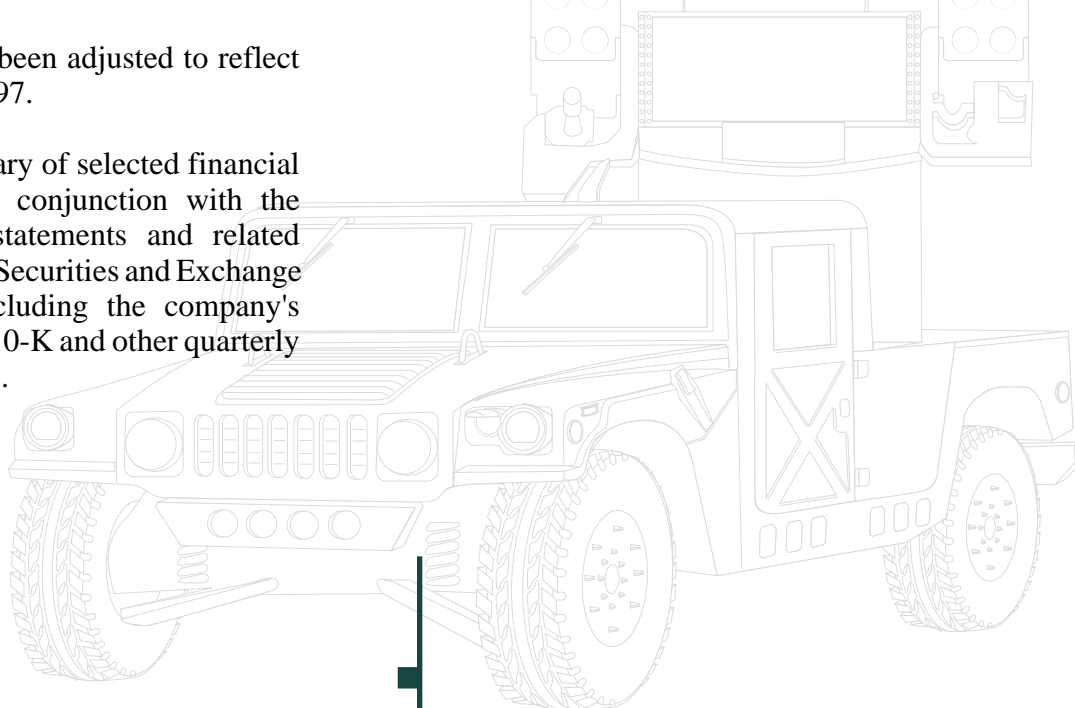 been adjusted to reflect
97.
ary of selected financial
conjunction with the
statements and related
Securities and Exchange
cluding the company's
0-K and other quarterly
.